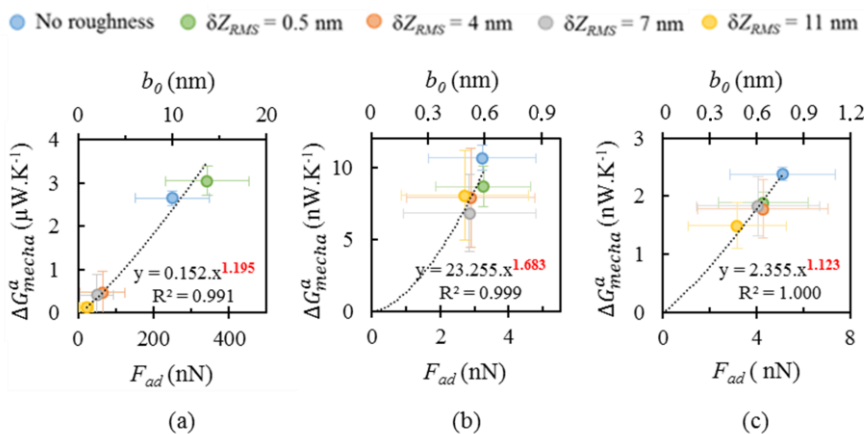 No roughness δZRMS = 0.5 nm δZRMS = 4 nm δZRMS = 7 nm δZRMS = 11 nm
b0 (nm)
0 10 20
ΔGᵃmecha (μW.K-1)
4
3
2
1
0
y = 0.152.x1.195
R2 = 0.991
0 200 400
Fad (nN)
(a)
b0 (nm)
0 0.3 0.6 0.9
ΔGᵃmecha (nW.K-1)
10
5
0
y = 23.255.x1.683
R2 = 0.999
0 2 4
Fad (nN)
(b)
b0 (nm)
0 0.3 0.6 0.9 1.2
ΔGᵃmecha (nW.K-1)
3
2
1
0
y = 2.355.x1.123
R2 = 1.000
0 4 8
Fad (nN)
(c)